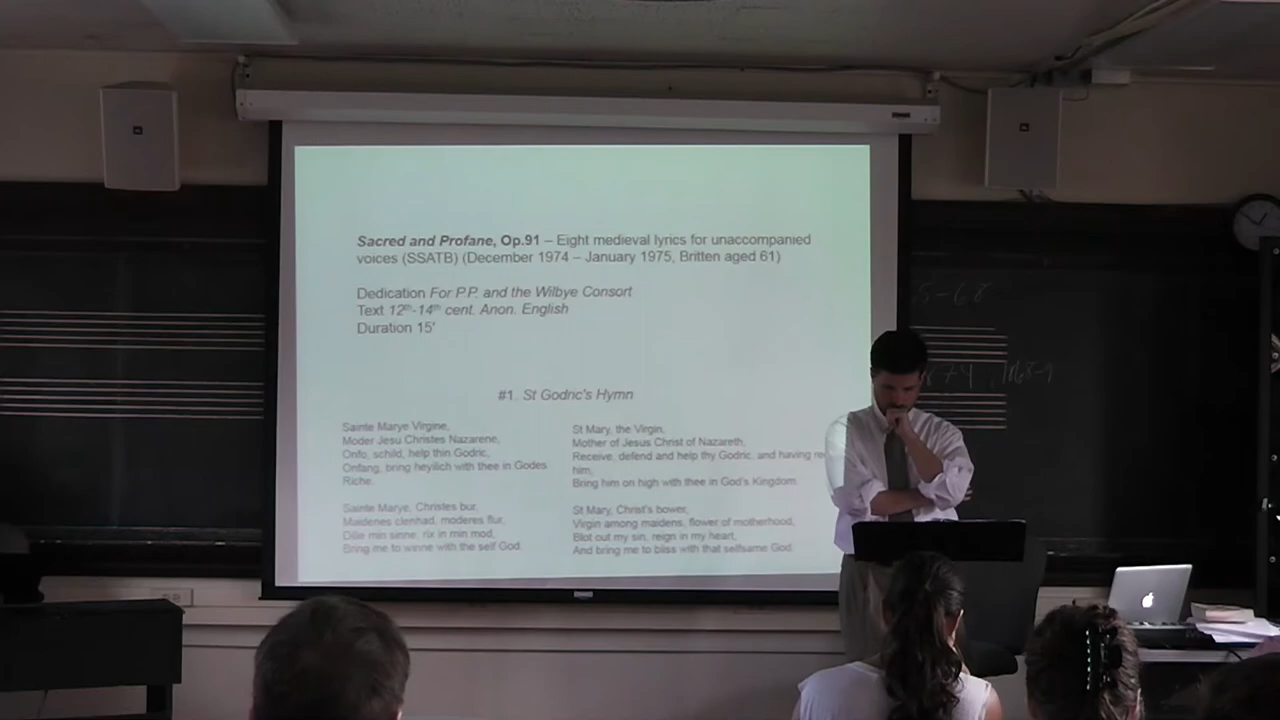 Sacred and Profane, Op.91 – Eight medieval lyrics for unaccompanied
voices (SSATB) (December 1974 – January 1975, Britten aged 61)
Dedication For P.P. and the Wilbye Consort
Text 12th-14th cent. Anon. English
Duration 15'
#1. St Godric's Hymn
Sainte Marye Virgine,
Moder Jesu Christes Nazarene,
Onfo, schild, help thin Godric,
Onfang, bring heyilich with thee in Godes
Riche.
Sainte Marye, Christes bur,
Maidenes clenhad, moderes flur,
Dilie min sinne, rix in min mod,
Bring me to winne with the self God.
St Mary, the Virgin,
Mother of Jesus Christ of Nazareth,
Receive, defend and help thy Godric, and having
him,
Bring him on high with thee in God's Kingdom.
St Mary, Christ's bower,
Virgin among maidens, flower of motherhood,
Blot out my sin, reign in my heart,
And bring me to bliss with that selfsame God.